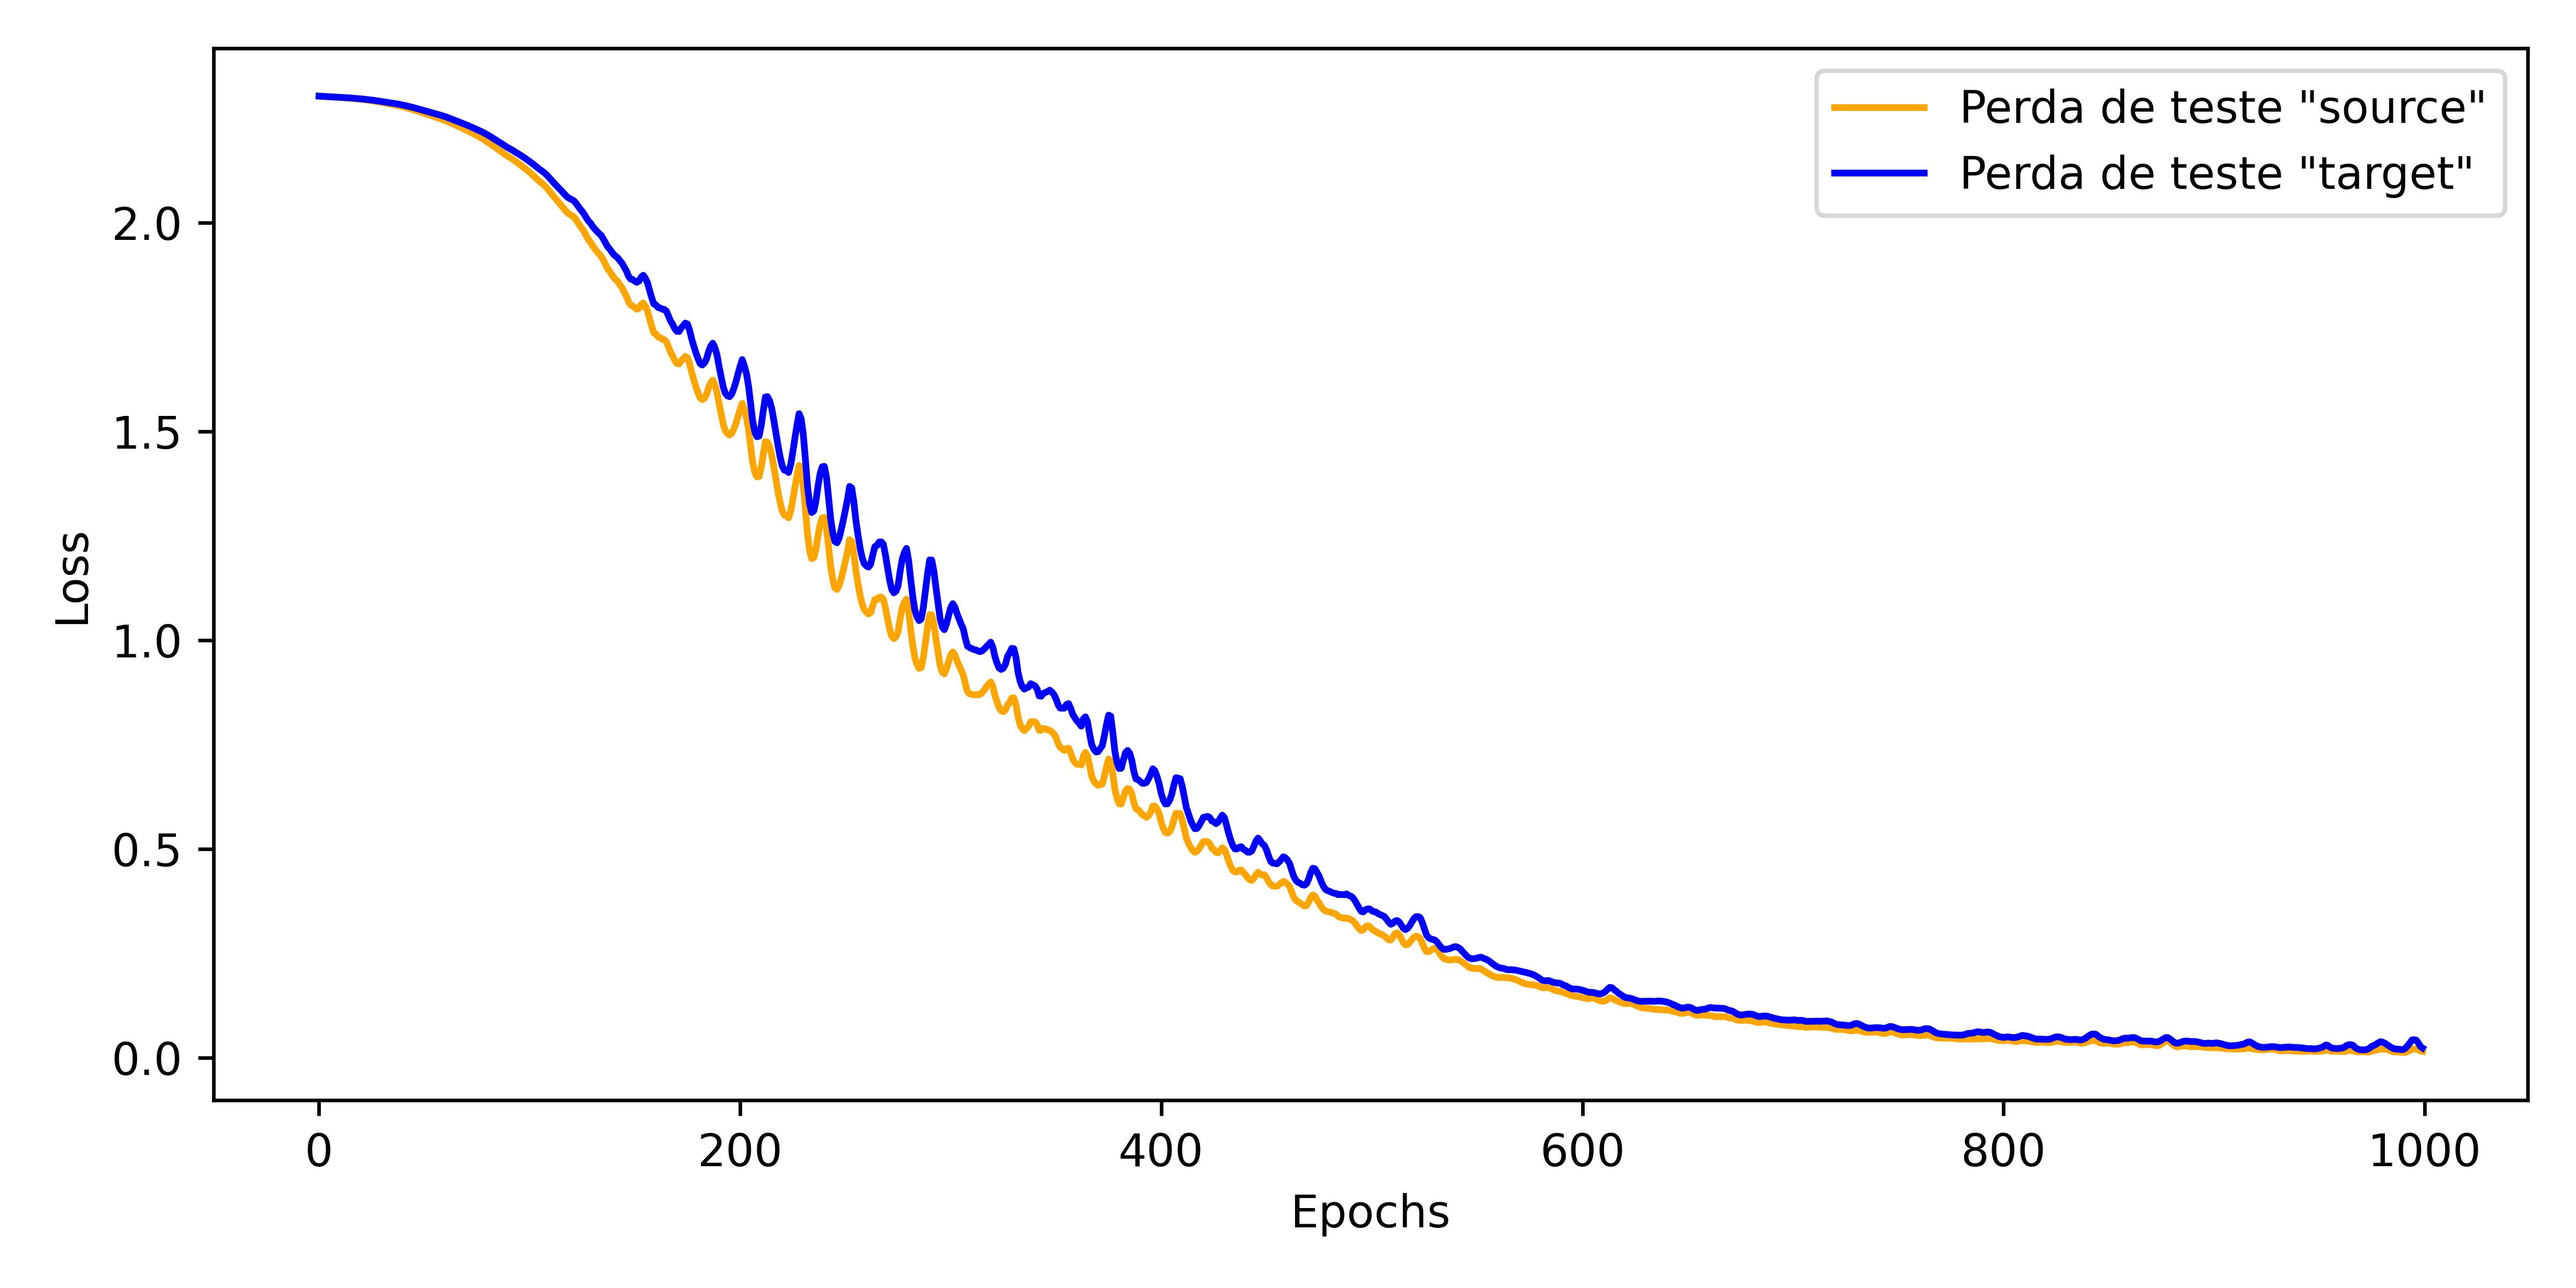 Perda de teste "source"
Perda de teste "target"
2.0
1.5
1.0
0.5
0.0
Loss
0 200 400 600 800 1000
Epochs